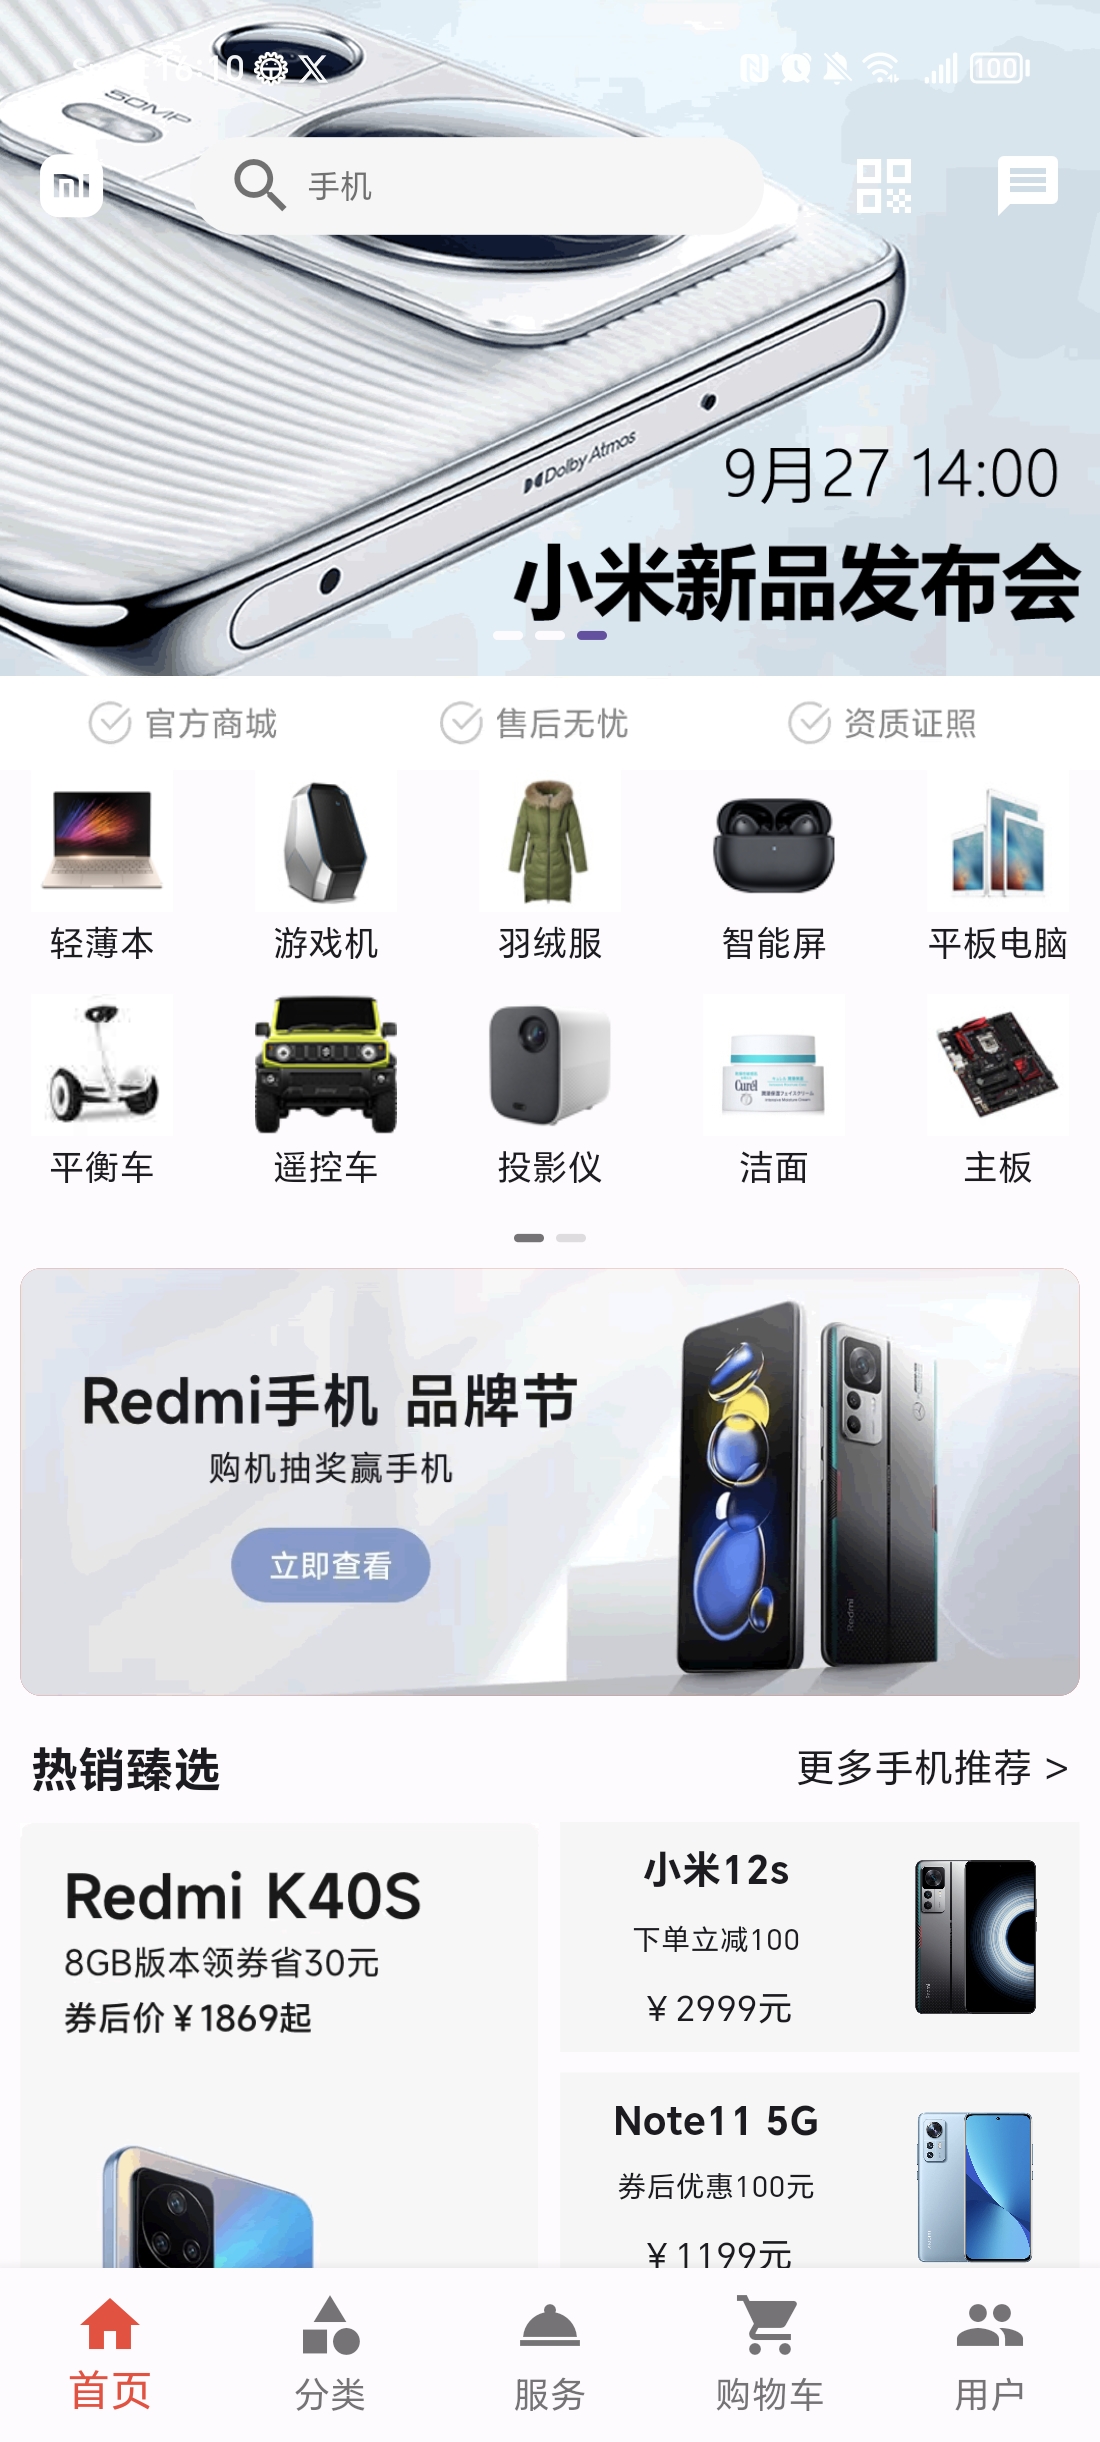 16:10
100
SOMP
手机
Dolby Atmos
9月27 14:00
小米新品发布会
官方商城
售后无忧
资质证照
轻薄本
游戏机
羽绒服
智能屏
平板电脑
Curél
平衡车
遥控车
投影仪
洁面
主板
Redmi手机 品牌节
购机抽奖赢手机
立即查看
Redmi
热销臻选
更多手机推荐 >
Redmi K40S
8GB版本领券省30元
券后价￥1869起
小米12s
下单立减100
￥2999元
Note11 5G
券后优惠100元
￥1199元
首页
分类
服务
购物车
用户